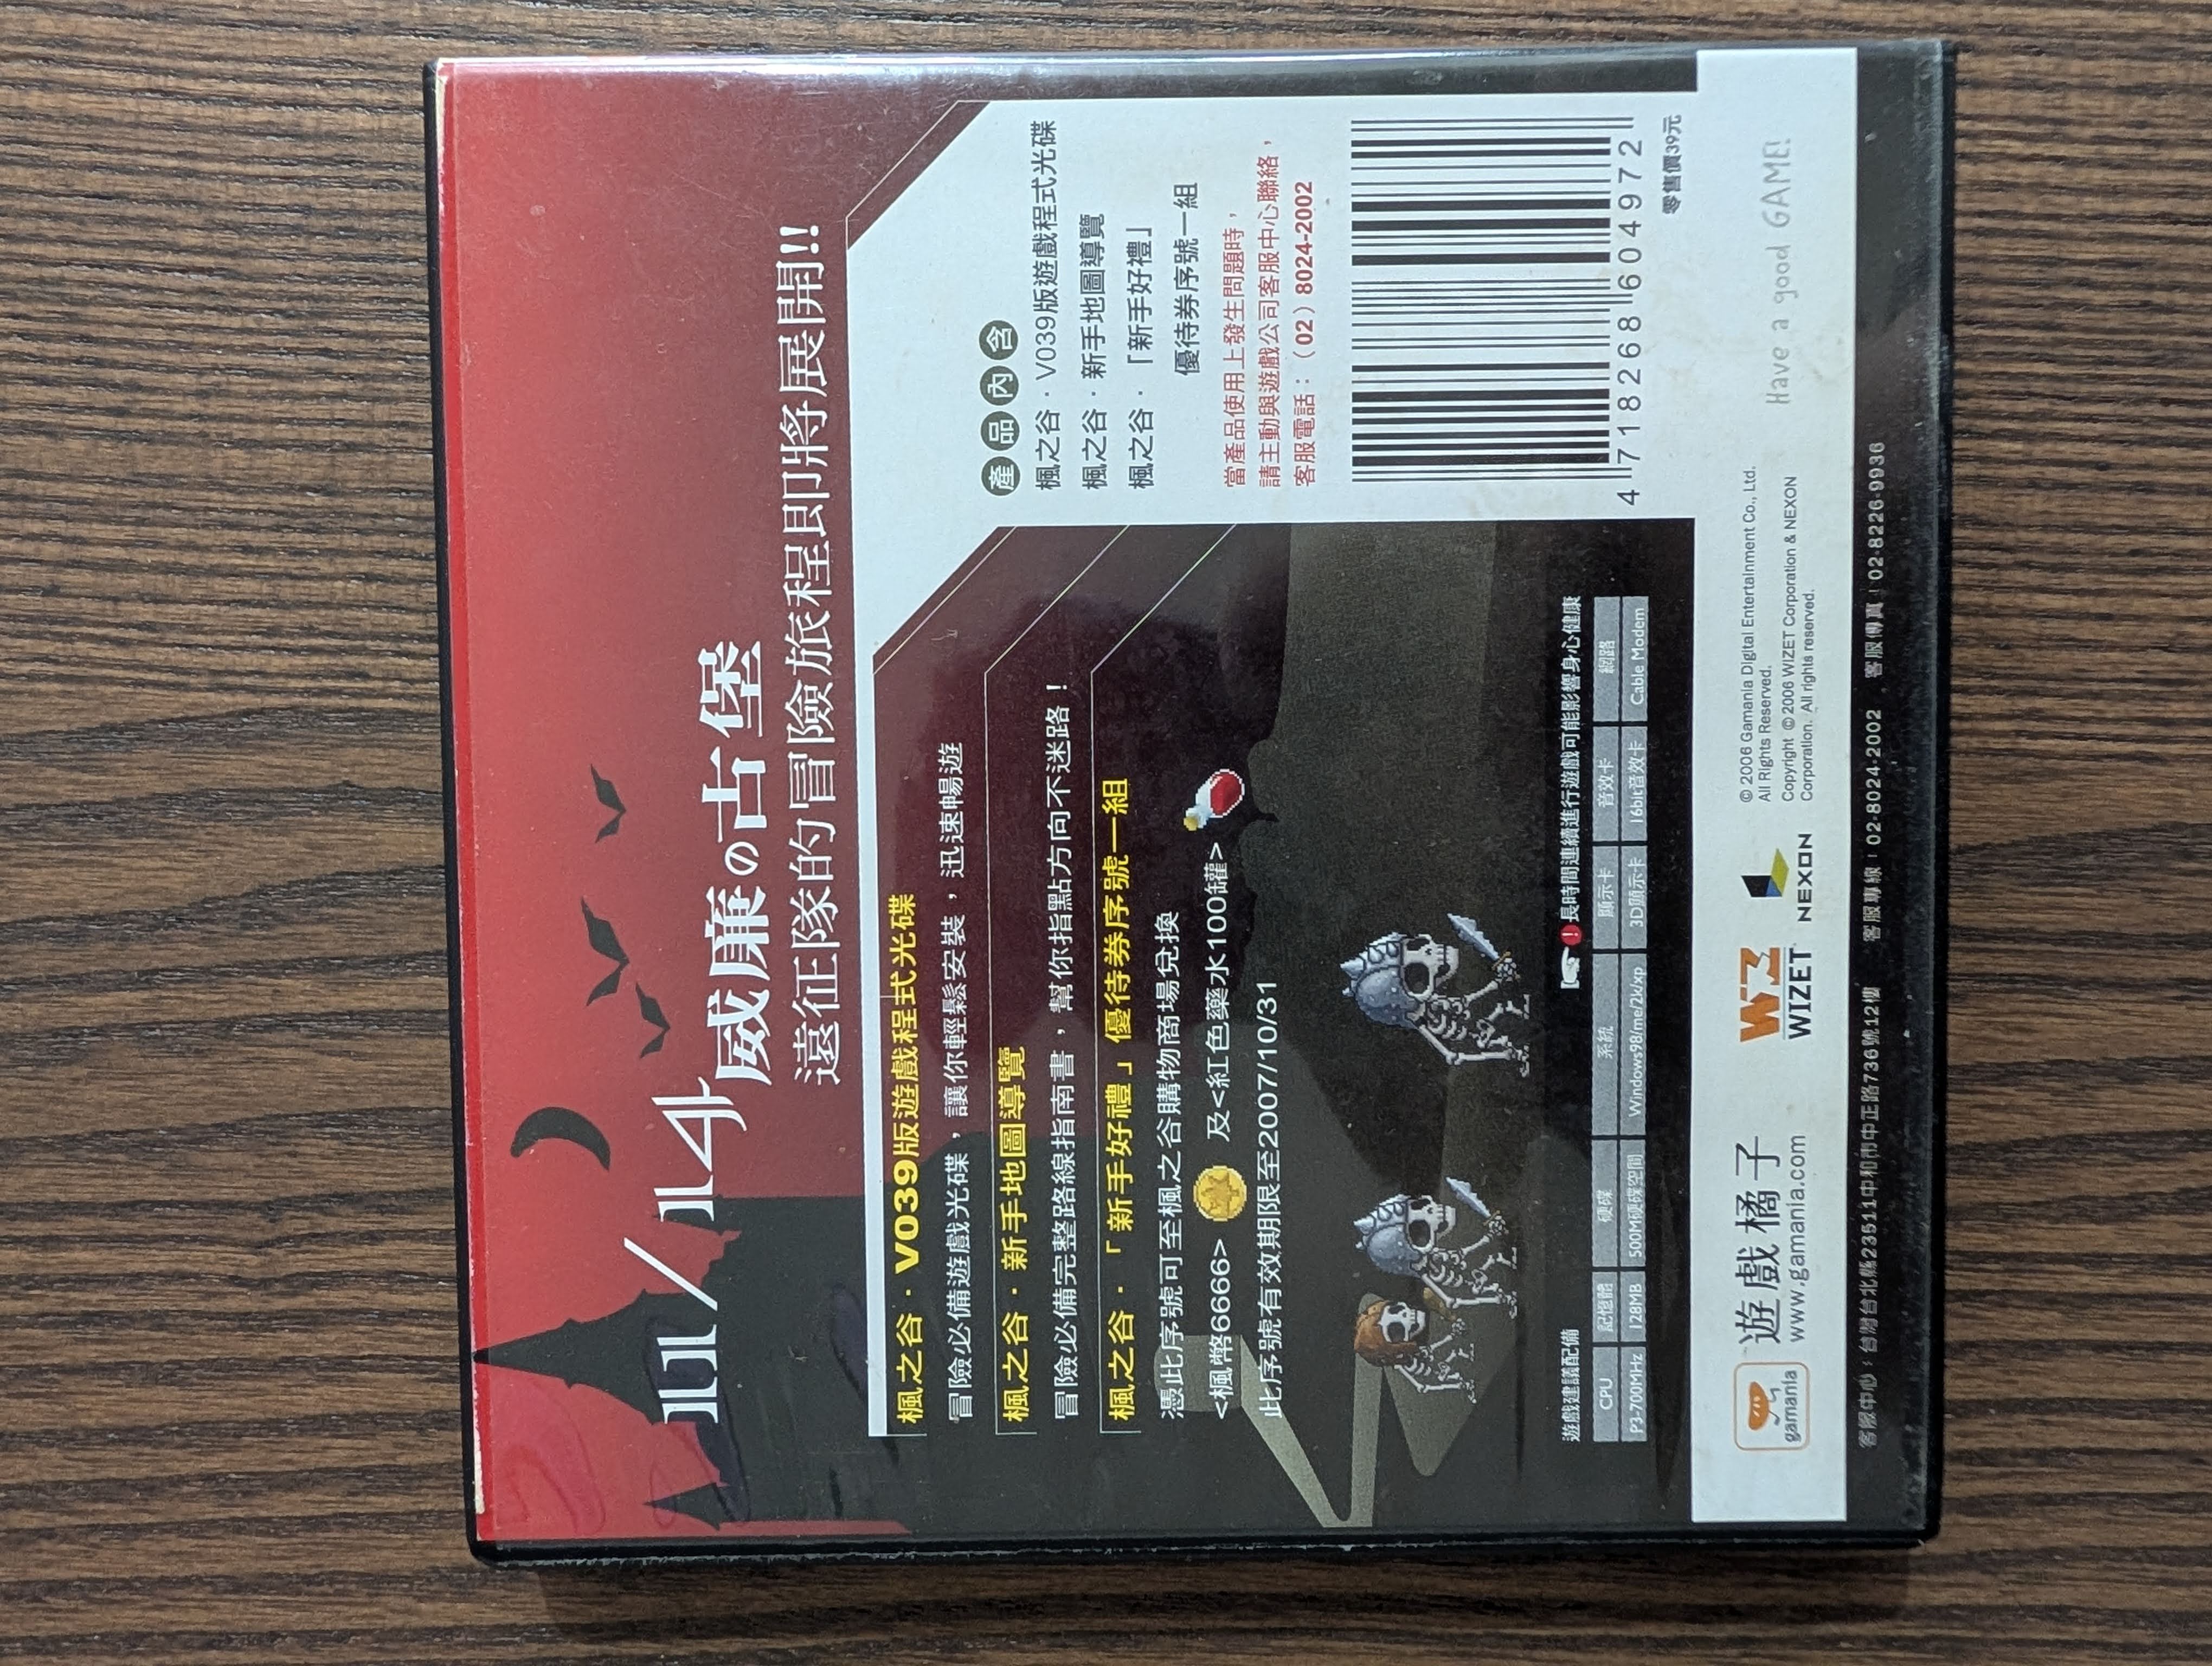 11/14
威廉の古堡
遠征隊的冒險旅程即將展開!!
楓之谷・V039版遊戲程式光碟
冒險必備遊戲光碟，讓你輕鬆安裝，迅速暢遊
楓之谷・新手地圖導覽
冒險必備完整路線指南書，幫你指點方向不迷路！
楓之谷・「新手好禮」優待券序號一組
憑此序號可至楓之谷購物商場兌換
<楓幣6666> 及<紅色藥水100罐>
此序號有效期限至2007/10/31
產品內含
楓之谷・V039版遊戲程式光碟
楓之谷・新手地圖導覽
楓之谷・「新手好禮」
優待券序號一組
當產品使用上發生問題時，
請主動與遊戲公司客服中心聯絡，
客服電話：（02）8024-2002
4 718268 604972
零售價39元
遊戲建議配備
! 長時間連續進行遊戲可能影響身心健康
CPU 記憶體 硬碟 系統 顯示卡 音效卡 網路
P3-700MHz 128MB 500M硬碟空間 Windows98/me/2k/xp 3D顯示卡 16bit音效卡 Cable Modem
gamania
遊戲橘子
www.gamania.com
WZ
WIZET
NEXON
© 2006 Gamania Digital Entertainment Co., Ltd.
All Rights Reserved.
Copyright © 2006 WIZET Corporation & NEXON
Corporation. All rights reserved.
Have a good GAME!
客服中心：台灣台北縣23511中和市中正路736號12樓 客服專線：02-8024-2002 客服傳真：02-8226-9936